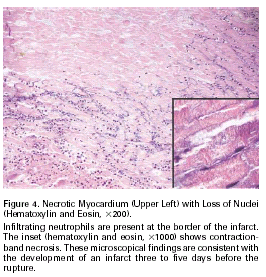 Figure 4. Necrotic Myocardium (Upper Left) with Loss of Nuclei
(Hematoxylin and Eosin, ×200).
Infiltrating neutrophils are present at the border of the infarct.
The inset (hematoxylin and eosin, ×1000) shows contraction-
band necrosis. These microscopical findings are consistent with
the development of an infarct three to five days before the
rupture.